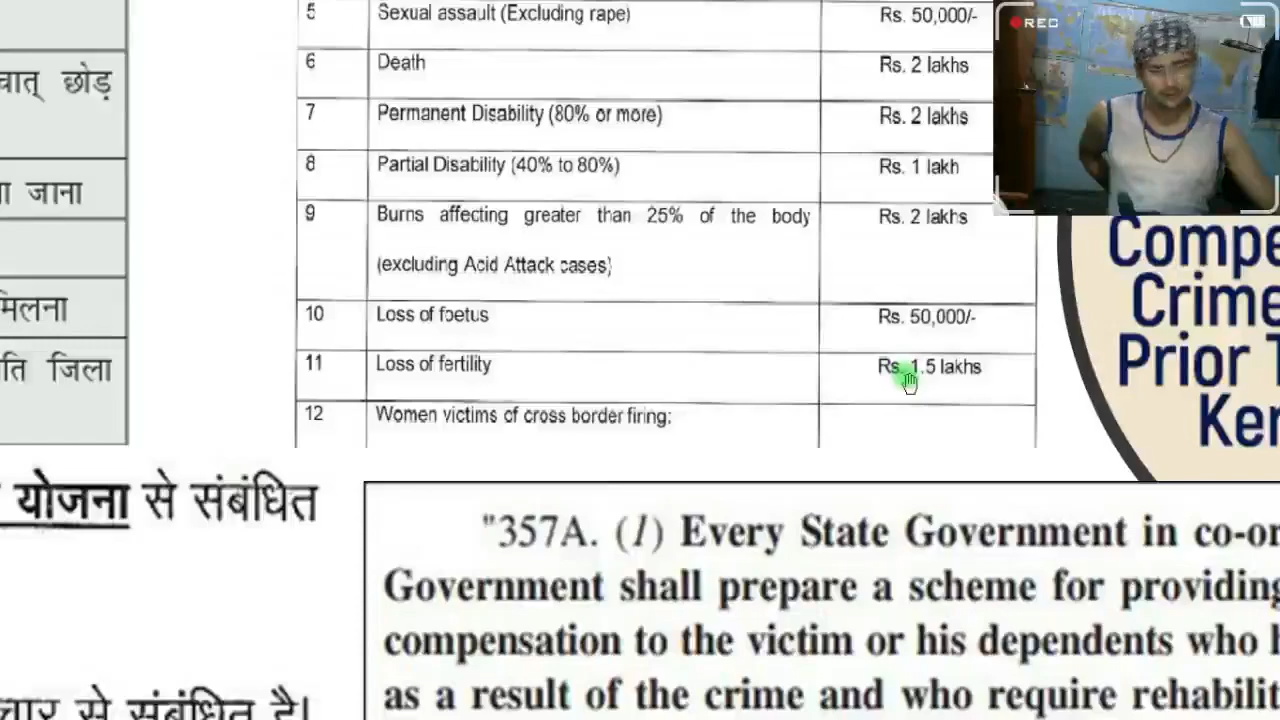 चात् छोड़
जाना
मिलना
ति जिला
5 Sexual assault (Excluding rape) Rs. 50,000/-
6 Death Rs. 2 lakhs
7 Permanent Disability (80% or more) Rs. 2 lakhs
8 Partial Disability (40% to 80%) Rs. 1 lakh
9 Burns affecting greater than 25% of the body Rs. 2 lakhs
(excluding Acid Attack cases)
10 Loss of foetus Rs. 50,000/-
11 Loss of fertility Rs. 1.5 lakhs
12 Women victims of cross border firing:
REC
Compe
Crime
Prior T
Ker
योजना से संबंधित
चार से संबंधित है।
"357A. (1) Every State Government in co-or
Government shall prepare a scheme for providing
compensation to the victim or his dependents who h
as a result of the crime and who require rehabilit